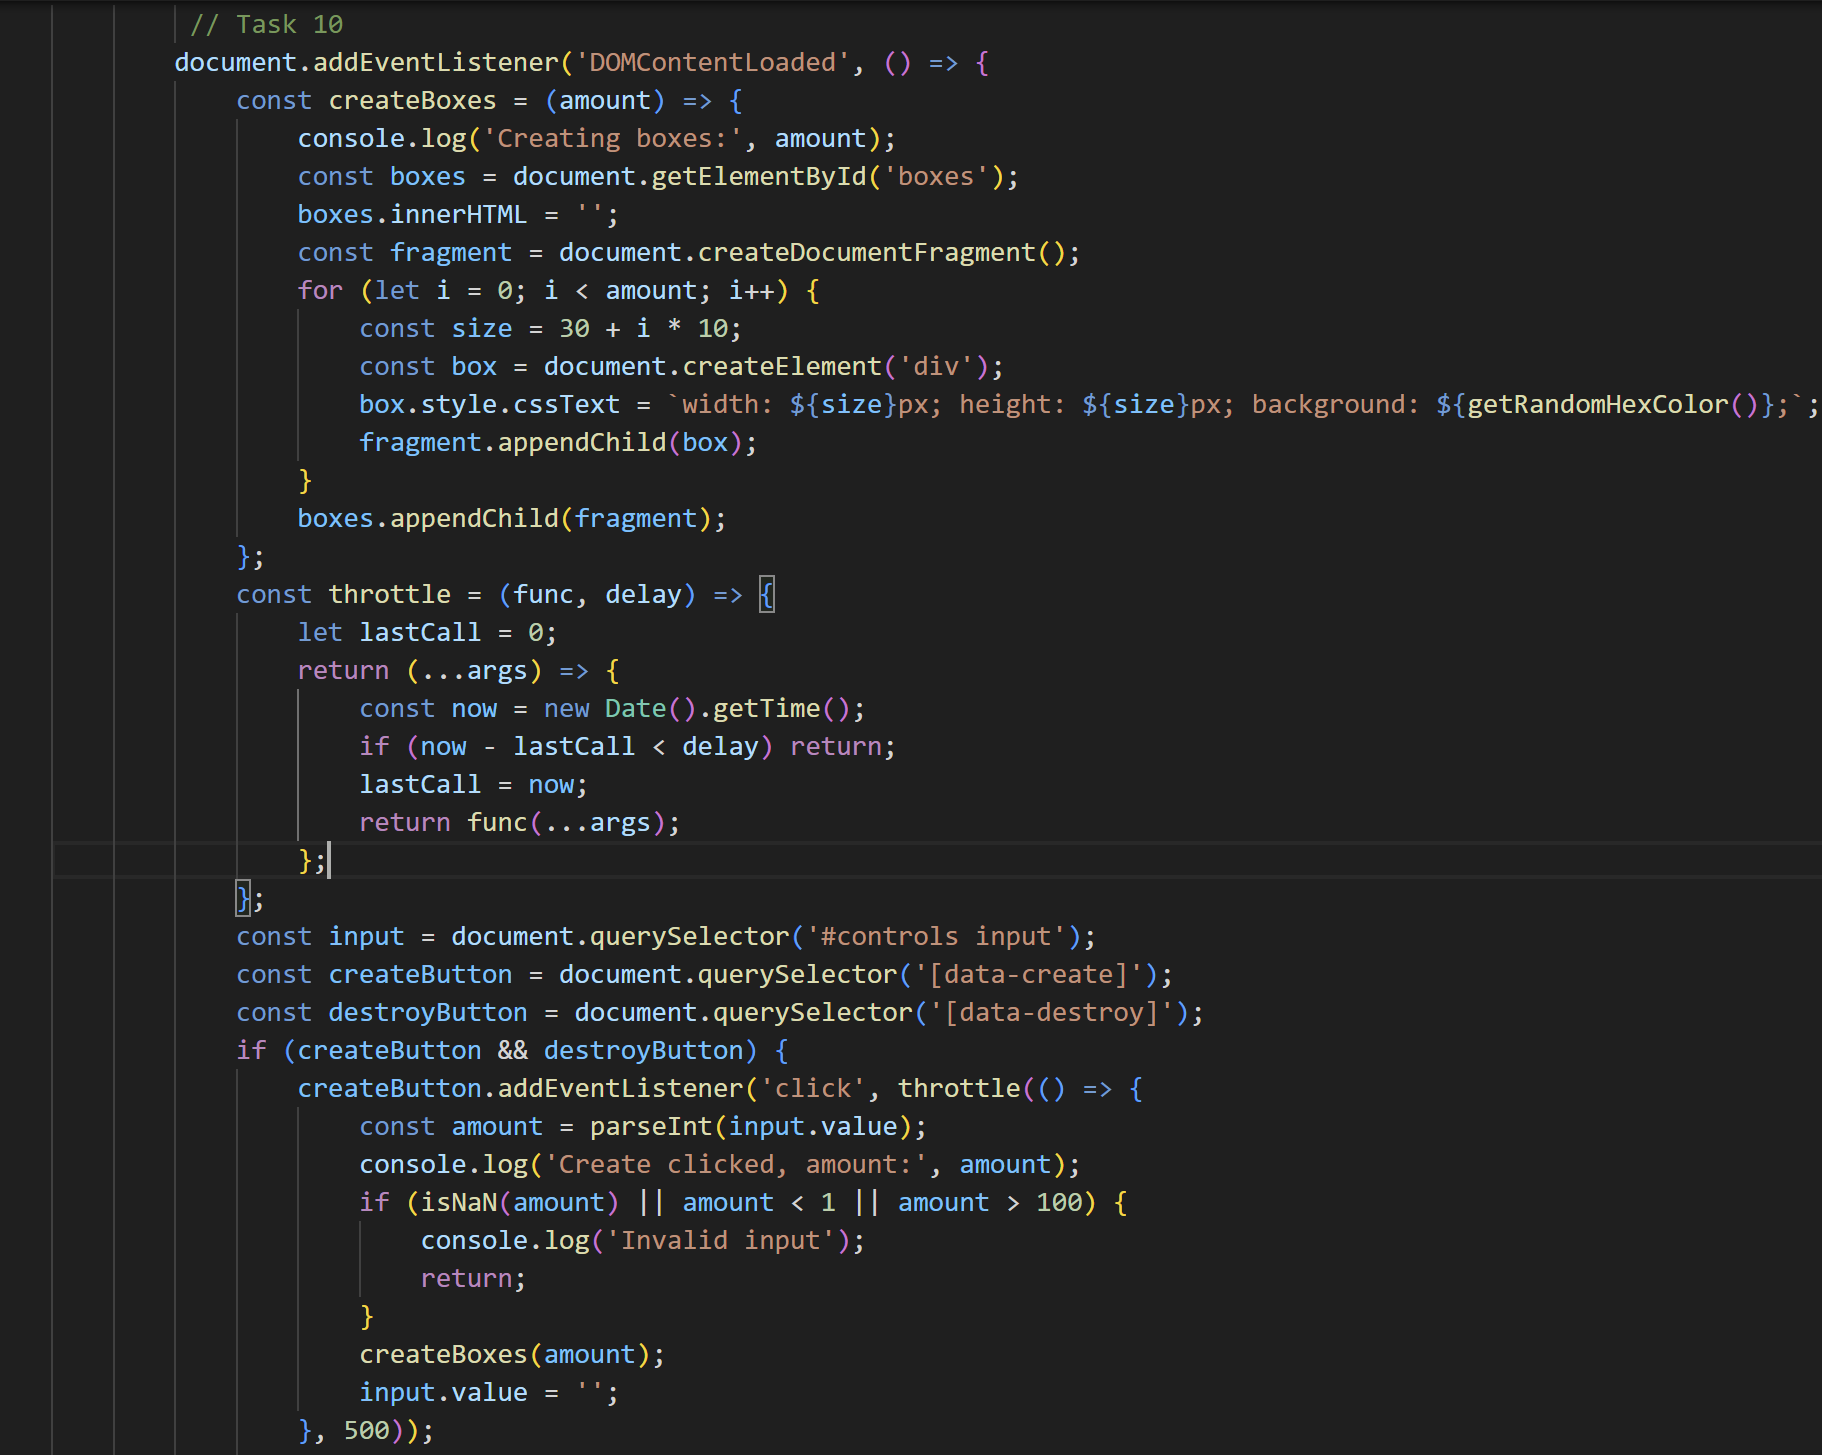 // Task 10
document.addEventListener('DOMContentLoaded', () => {
const createBoxes = (amount) => {
console.log('Creating boxes:', amount);
const boxes = document.getElementById('boxes');
boxes.innerHTML = '';
const fragment = document.createDocumentFragment();
for (let i = 0; i < amount; i++) {
const size = 30 + i * 10;
const box = document.createElement('div');
box.style.cssText = `width: ${size}px; height: ${size}px; background: ${getRandomHexColor()};`;
fragment.appendChild(box);
}
boxes.appendChild(fragment);
};
const throttle = (func, delay) => {
let lastCall = 0;
return (...args) => {
const now = new Date().getTime();
if (now - lastCall < delay) return;
lastCall = now;
return func(...args);
};
};
const input = document.querySelector('#controls input');
const createButton = document.querySelector('[data-create]');
const destroyButton = document.querySelector('[data-destroy]');
if (createButton && destroyButton) {
createButton.addEventListener('click', throttle(() => {
const amount = parseInt(input.value);
console.log('Create clicked, amount:', amount);
if (isNaN(amount) || amount < 1 || amount > 100) {
console.log('Invalid input');
return;
}
createBoxes(amount);
input.value = '';
}, 500));